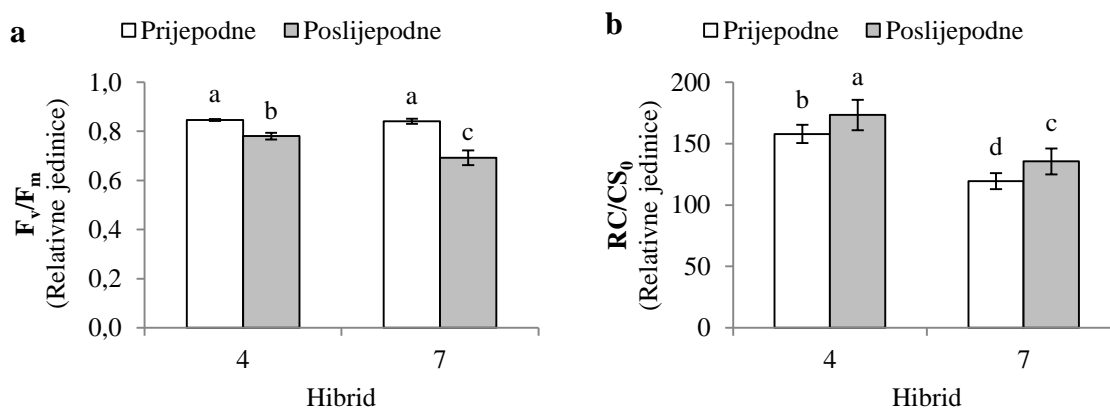 a
Prijepodne Poslijepodne
Fv/Fm
(Relativne jedinice)
1,0
0,8
0,6
0,4
0,2
0,0
a
b
a
c
4 7
Hibrid
b
Prijepodne Poslijepodne
RC/CS0
(Relativne jedinice)
200
150
100
50
0
b
a
d
c
4 7
Hibrid